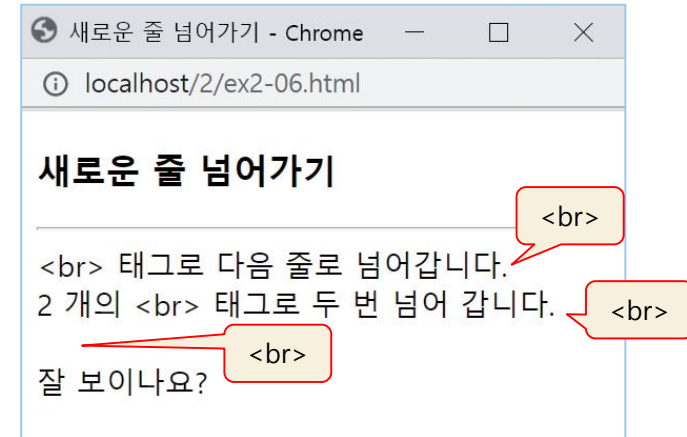 새로운 줄 넘어가기 - Chrome
localhost/2/ex2-06.html
새로운 줄 넘어가기
<br>
<br> 태그로 다음 줄로 넘어갑니다.
2 개의 <br> 태그로 두 번 넘어 갑니다.
<br>
<br>
잘 보이나요?